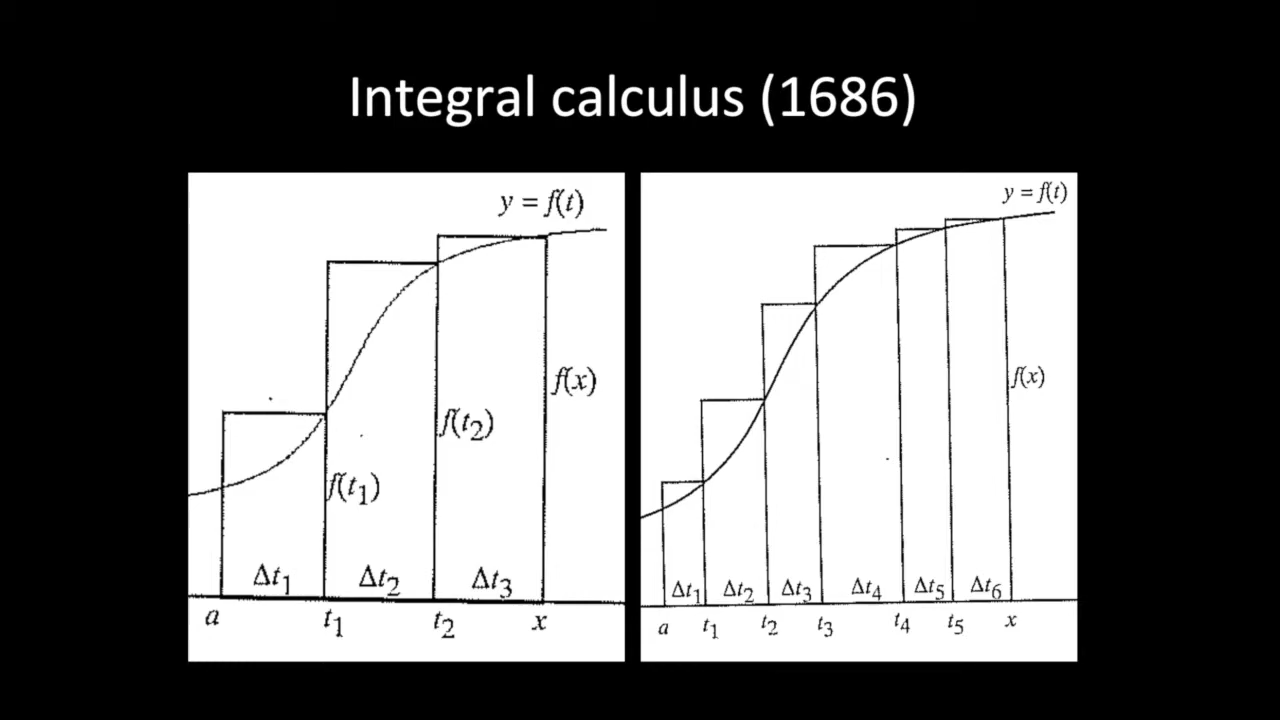 Integral calculus (1686)
y = f(t)
f(x)
f(t₂)
f(t₁)
Δt₁ Δt₂ Δt₃
a t₁ t₂ x
y = f(t)
f(x)
Δt₁ Δt₂ Δt₃ Δt₄ Δt₅ Δt₆
a t₁ t₂ t₃ t₄ t₅ x